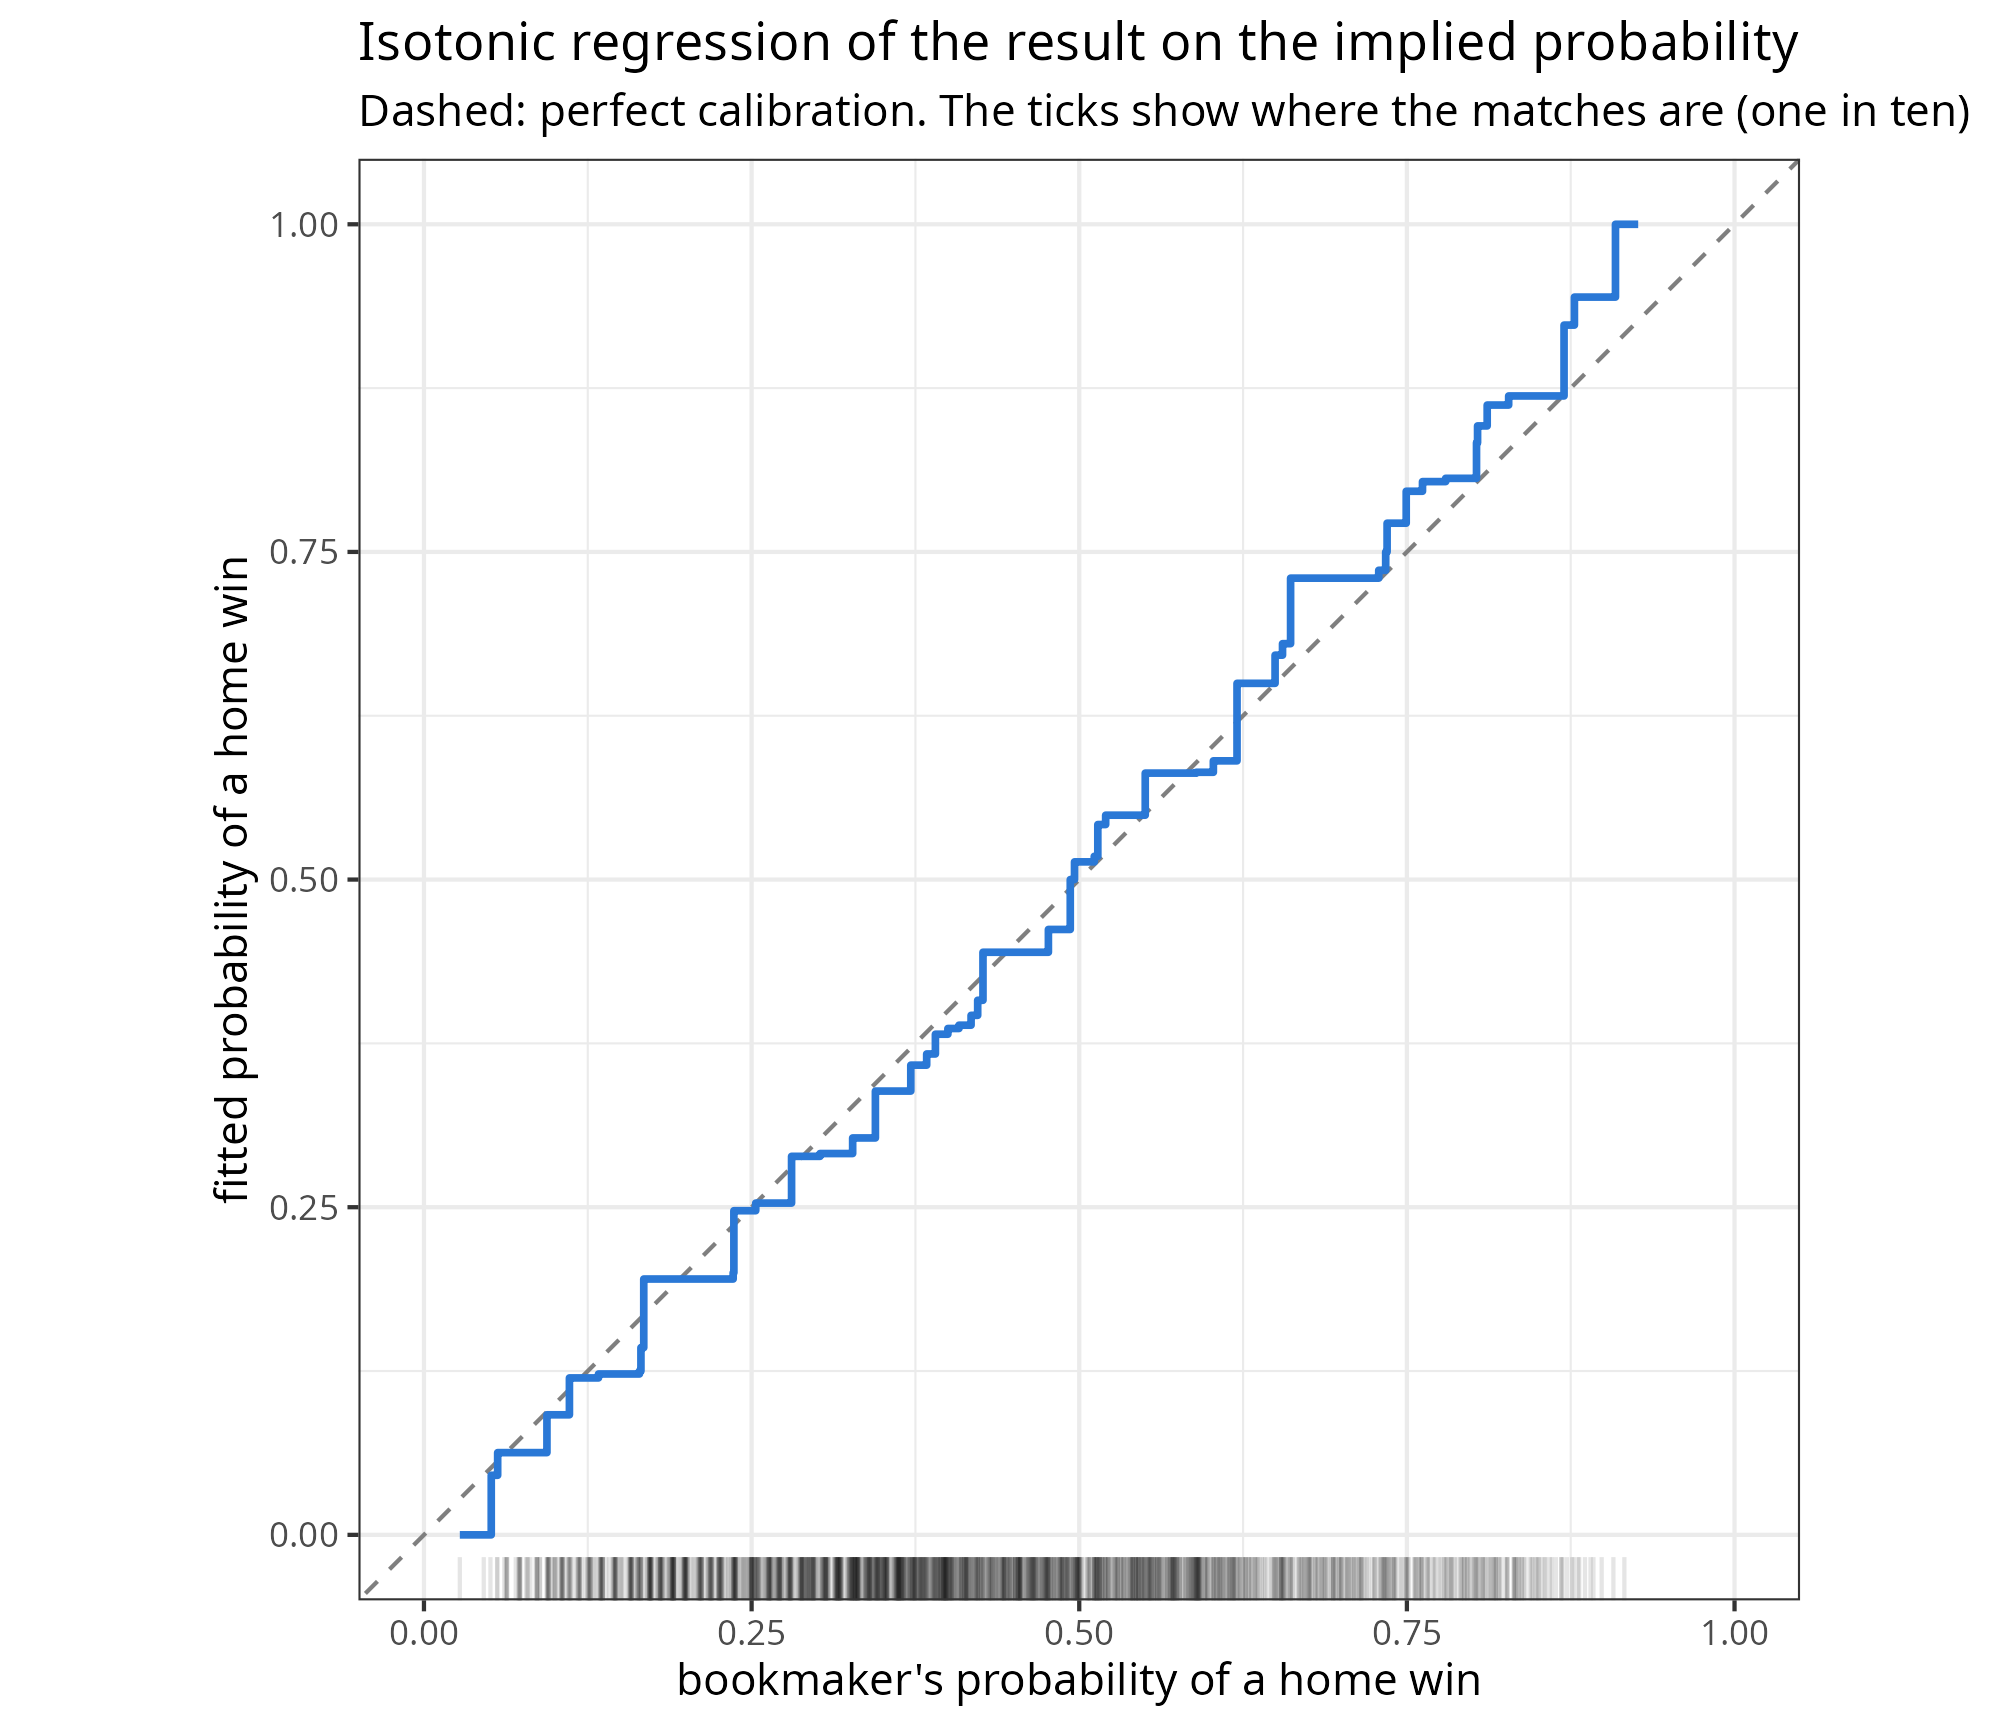 Isotonic regression of the result on the implied probability
Dashed: perfect calibration. The ticks show where the matches are (one in ten)
fitted probability of a home win
1.00
0.75
0.50
0.25
0.00
0.00 0.25 0.50 0.75 1.00
bookmaker's probability of a home win